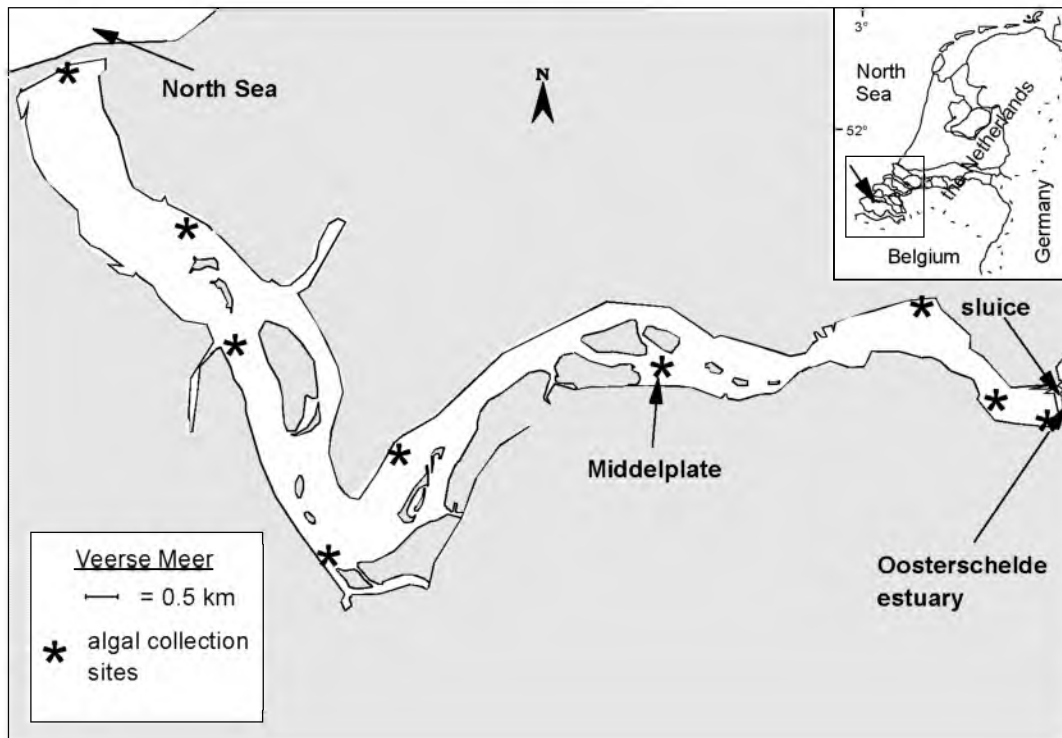 North Sea
N
3°
North
Sea
52°
the Netherlands
Belgium
Germany
sluice
Middelplate
Oosterschelde
estuary
Veerse Meer
= 0.5 km
algal collection
sites